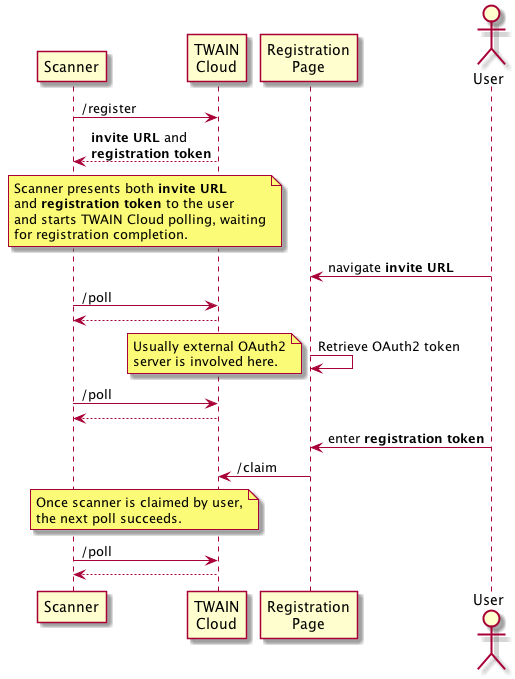 Scanner
TWAIN
Cloud
Registration
Page
User
/register
invite URL and
registration token
Scanner presents both invite URL
and registration token to the user
and starts TWAIN Cloud polling, waiting
for registration completion.
navigate invite URL
/poll
Usually external OAuth2
server is involved here.
Retrieve OAuth2 token
/poll
enter registration token
/claim
Once scanner is claimed by user,
the next poll succeeds.
/poll
Scanner
TWAIN
Cloud
Registration
Page
User